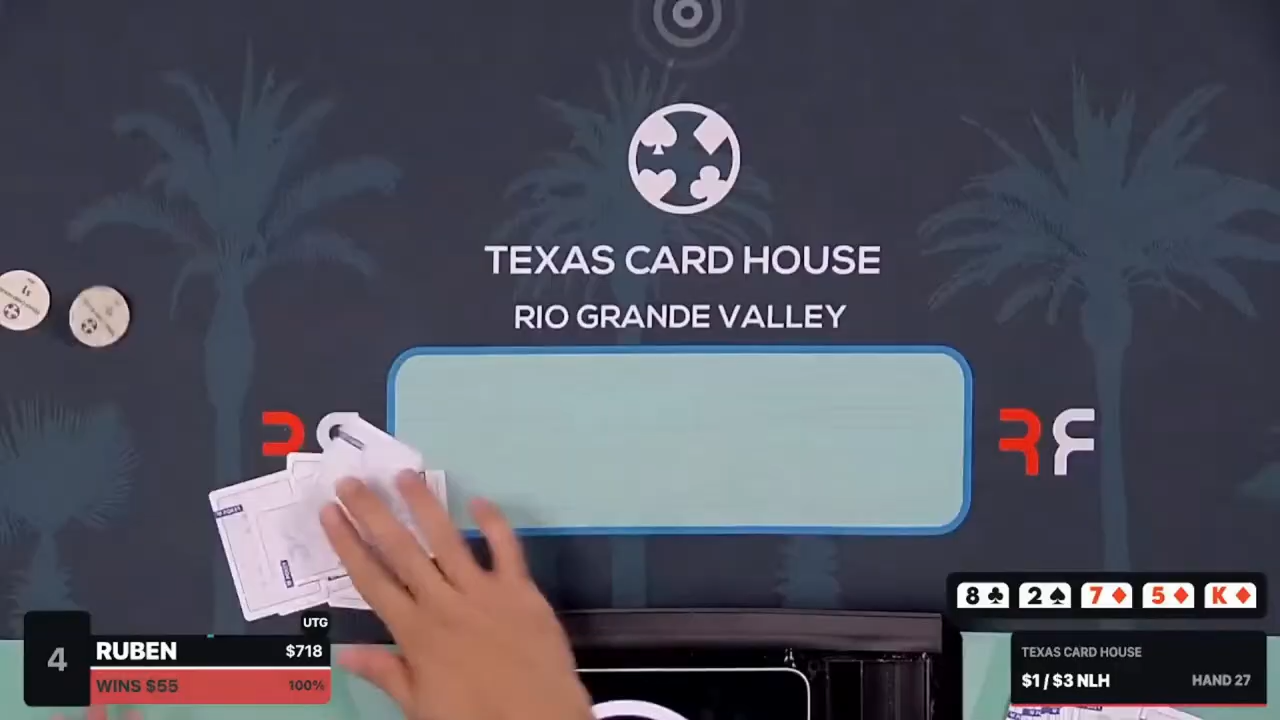 TEXAS CARD HOUSE
RIO GRANDE VALLEY
8♣ 2♠ 7♦ 5♦ K♦
UTG
4
RUBEN
$718
WINS $55
100%
TEXAS CARD HOUSE
$1 / $3 NLH
HAND 27